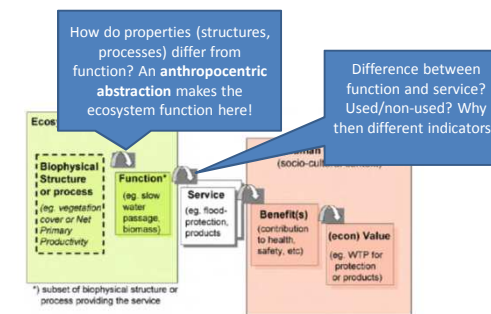 How do properties (structures,
processes) differ from
function? An anthropocentric
abstraction makes the
ecosystem function here!
Difference between
function and service?
Used/non-used? Why
then different indicators
Ecos
(socio-cul
Biophysical
Structure
or process
(eg. vegetation
cover or Net
Primary
Productivity
Function*
(eg. slow
water
passage,
biomass)
Service
(eg. flood-
protection,
products
Benefit(s)
(contribution
to health,
safety, etc)
(econ) Value
(eg. WTP for
protection
or products)
*) subset of biophysical structure or
process providing the service